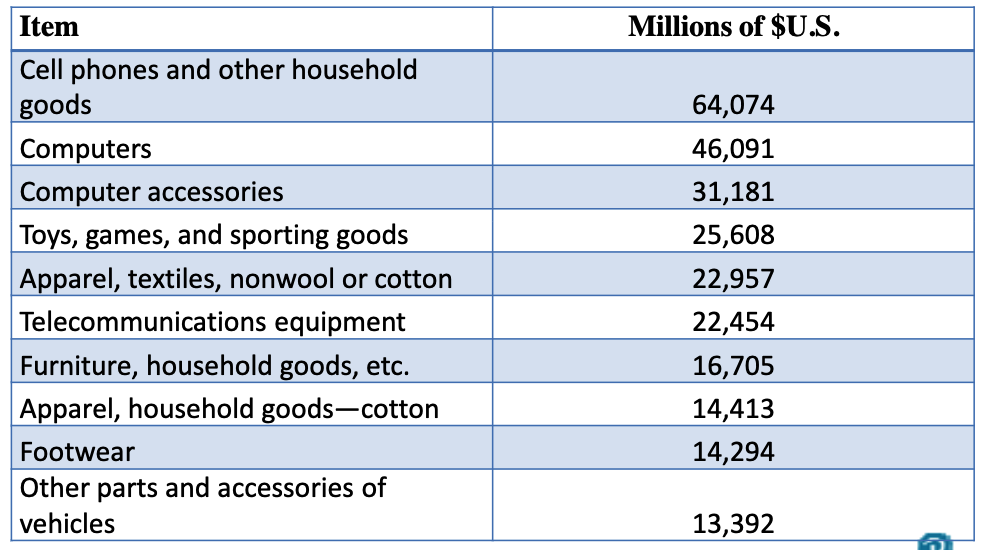 Item Millions of $U.S.
Cell phones and other household
goods 64,074
Computers 46,091
Computer accessories 31,181
Toys, games, and sporting goods 25,608
Apparel, textiles, nonwool or cotton 22,957
Telecommunications equipment 22,454
Furniture, household goods, etc. 16,705
Apparel, household goods—cotton 14,413
Footwear 14,294
Other parts and accessories of
vehicles 13,392